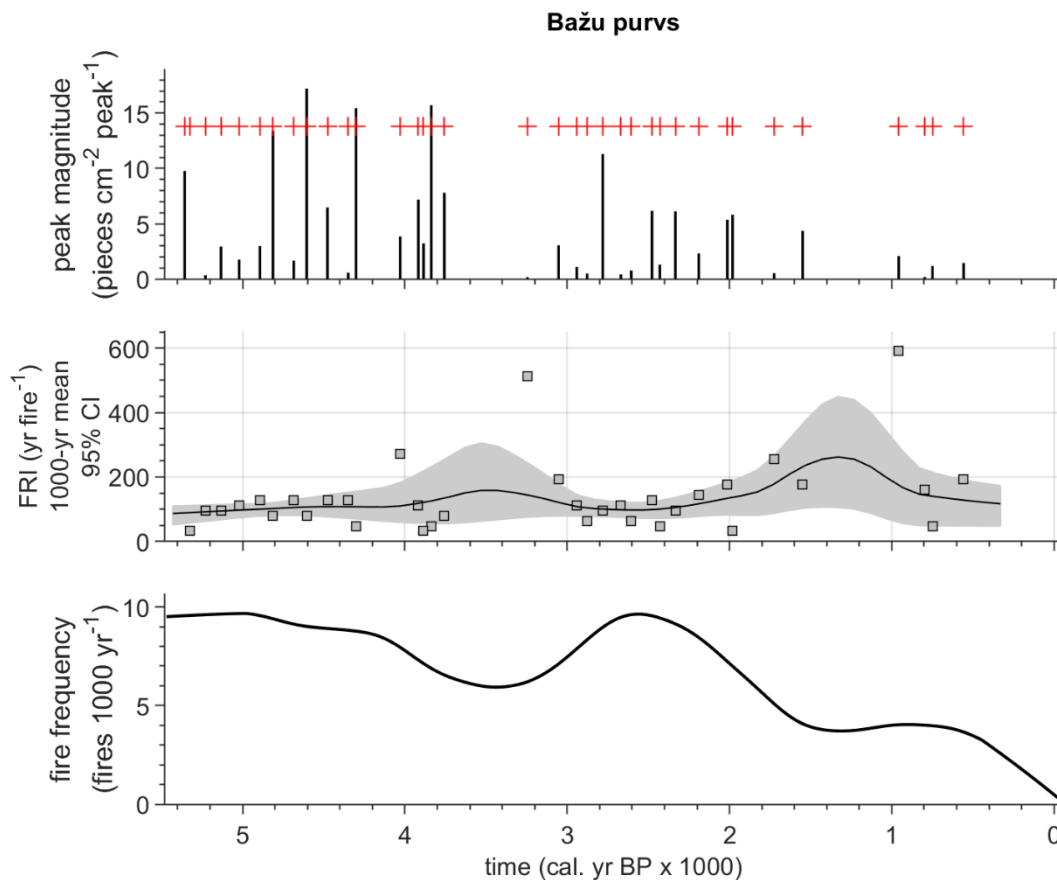 Bažu purvs
peak magnitude
(pieces cm⁻² peak⁻¹)
15
10
5
0
FRI (yr fire⁻¹)
1000-yr mean
95% CI
600
400
200
0
fire frequency
(fires 1000 yr⁻¹)
10
5
0
5 4 3 2 1 0
time (cal. yr BP x 1000)